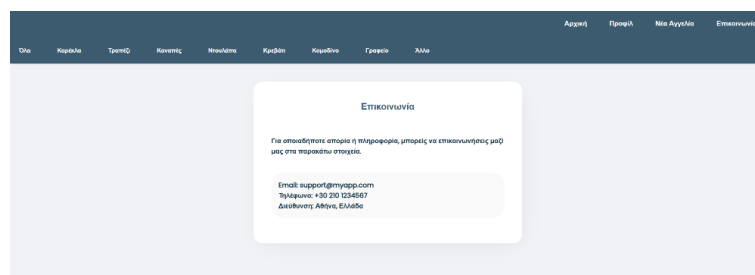 Αρχική Προφίλ Νέα Αγγελία Επικοινωνία
Όλα Καρέκλα Τραπέζι Καναπές Ντουλάπα Κρεβάτι Κομοδίνο Γραφείο Άλλο
Επικοινωνία
Για οποιαδήποτε απορία ή πληροφορία, μπορείς να επικοινωνήσεις μαζί
μας στα παρακάτω στοιχεία.
Email: support@myapp.com
Τηλέφωνο: +30 210 1234567
Διεύθυνση: Αθήνα, Ελλάδα